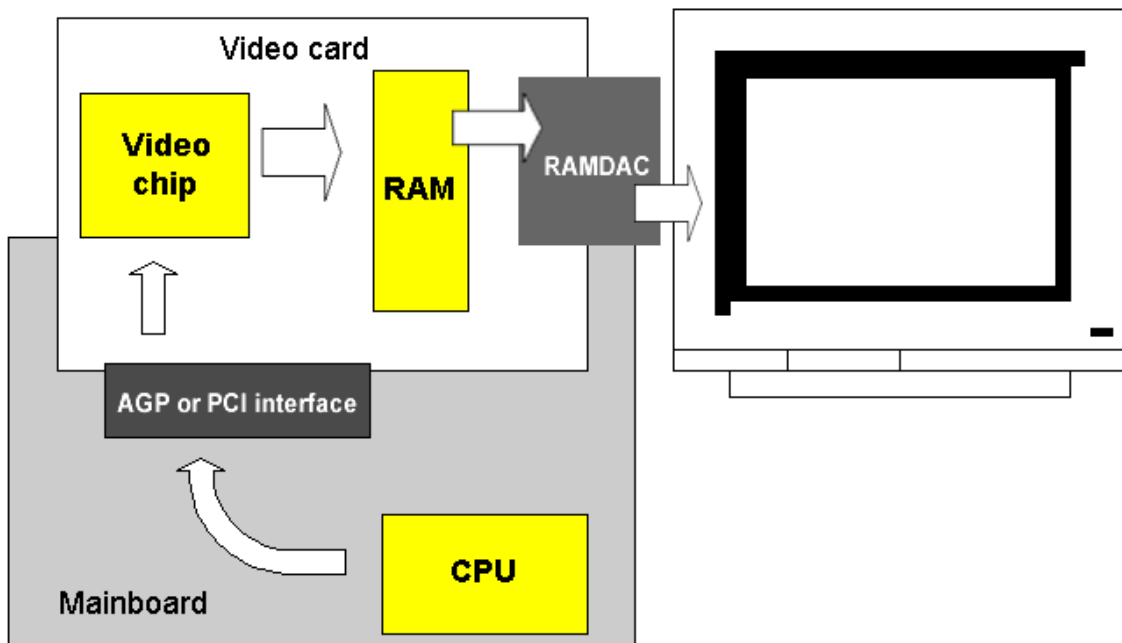 Video card
Video
chip
RAM
RAMDAC
AGP or PCI interface
CPU
Mainboard